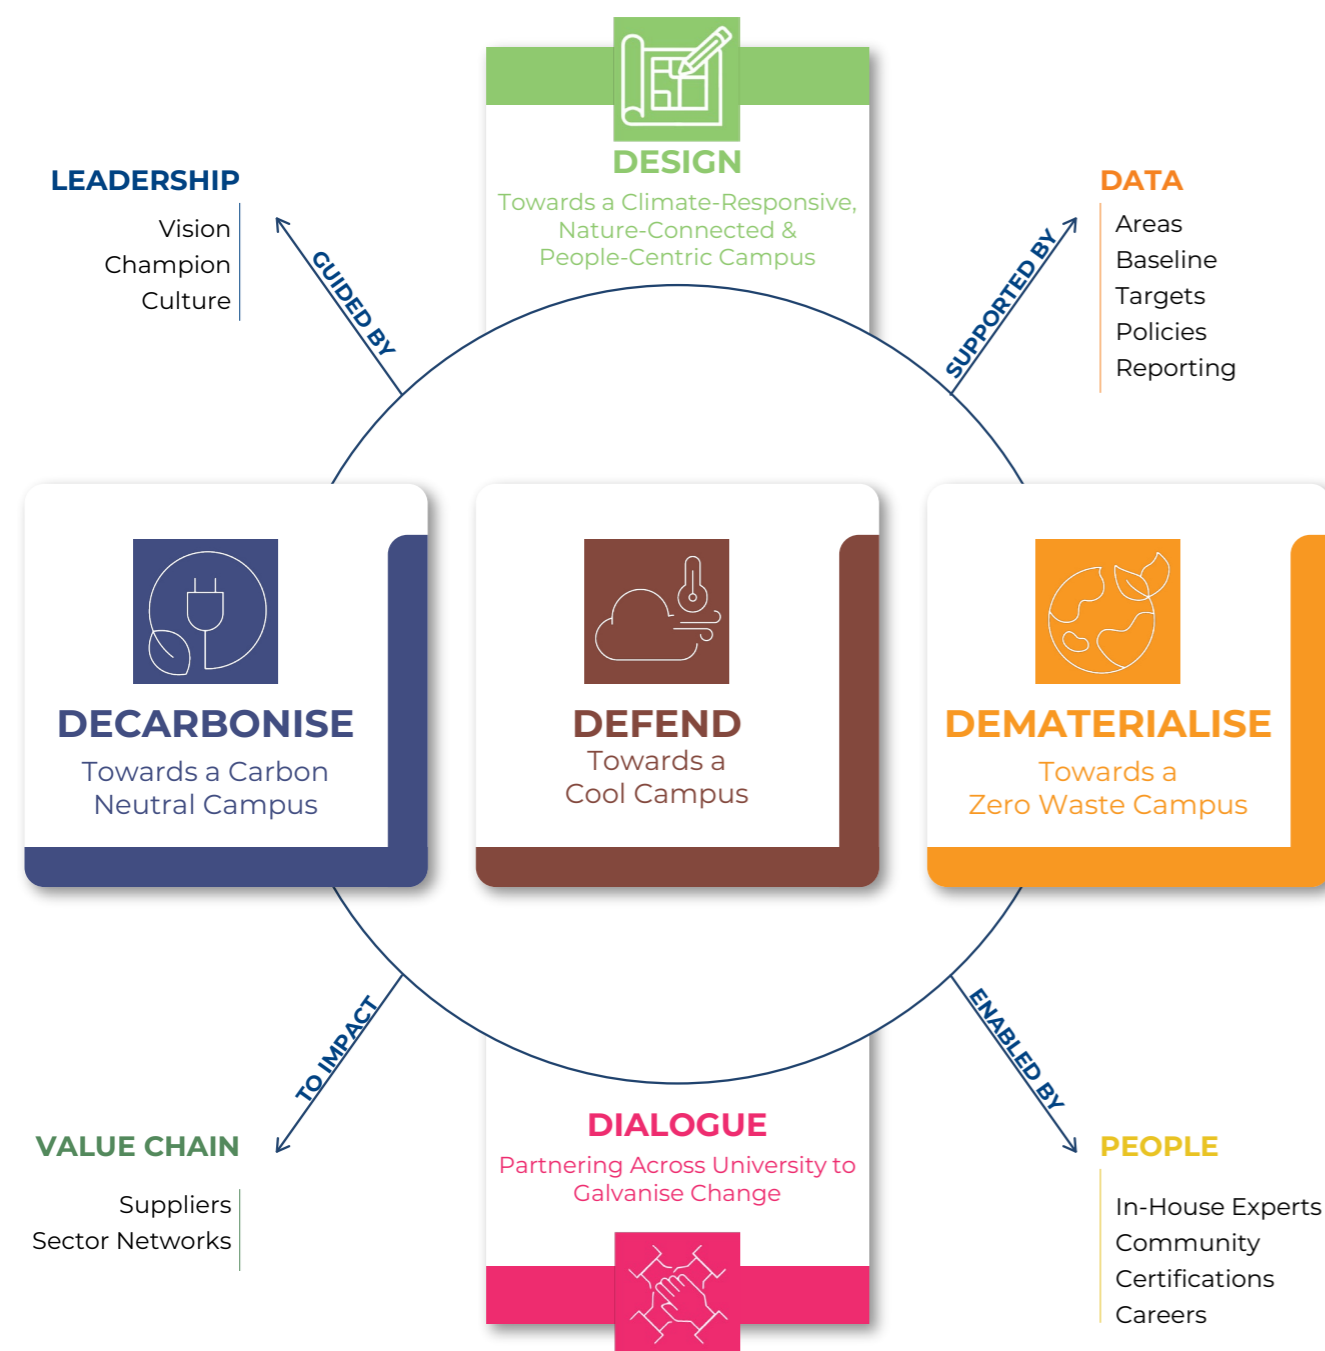 DESIGN
Towards a Climate-Responsive,
Nature-Connected &
People-Centric Campus
LEADERSHIP
Vision
Champion
Culture
GUIDED BY
SUPPORTED BY
DATA
Areas
Baseline
Targets
Policies
Reporting
DECARBONISE
Towards a Carbon
Neutral Campus
DEFEND
Towards a
Cool Campus
DEMATERIALISE
Towards a
Zero Waste Campus
TO IMPACT
VALUE CHAIN
Suppliers
Sector Networks
DIALOGUE
Partnering Across University to
Galvanise Change
ENABLED BY
PEOPLE
In-House Experts
Community
Certifications
Careers